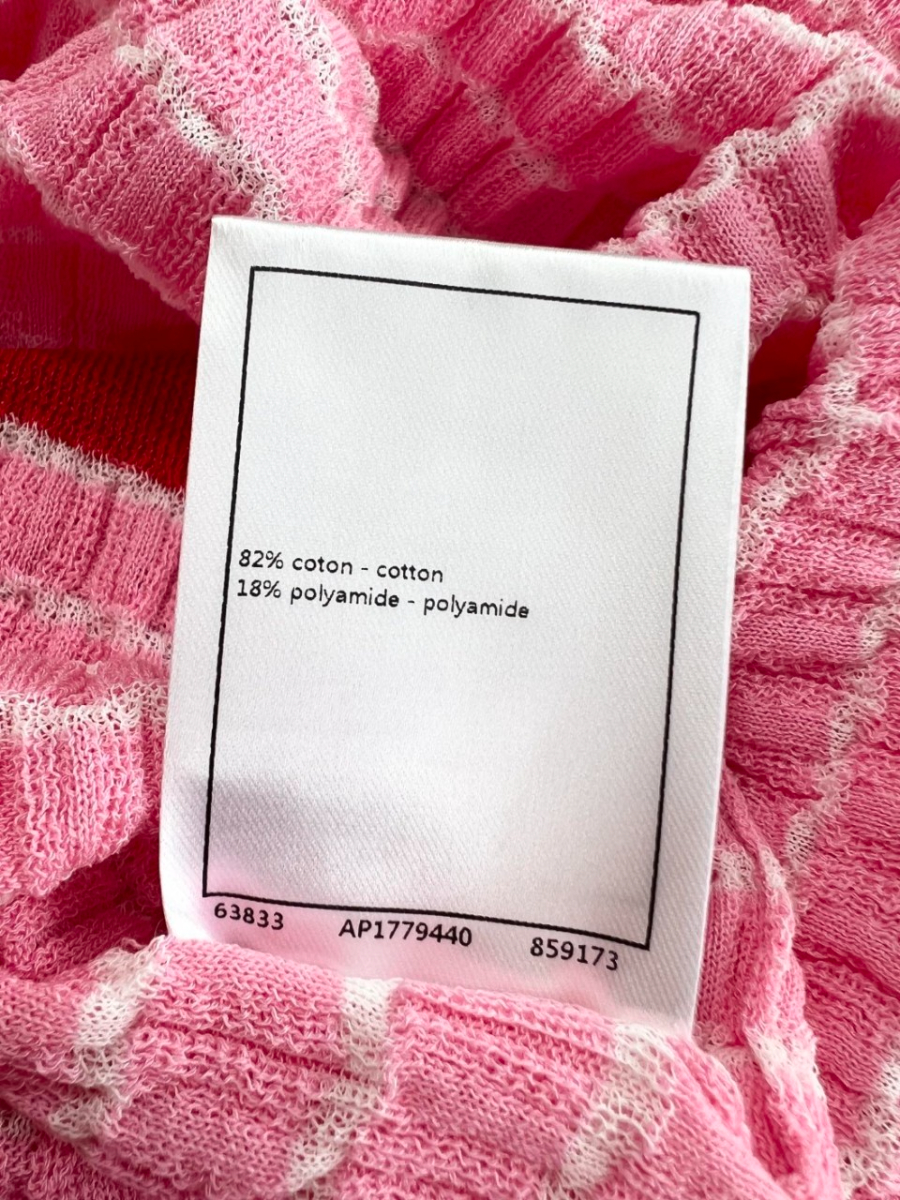 82% coton - cotton
18% polyamide - polyamide
63833 AP1779440 859173